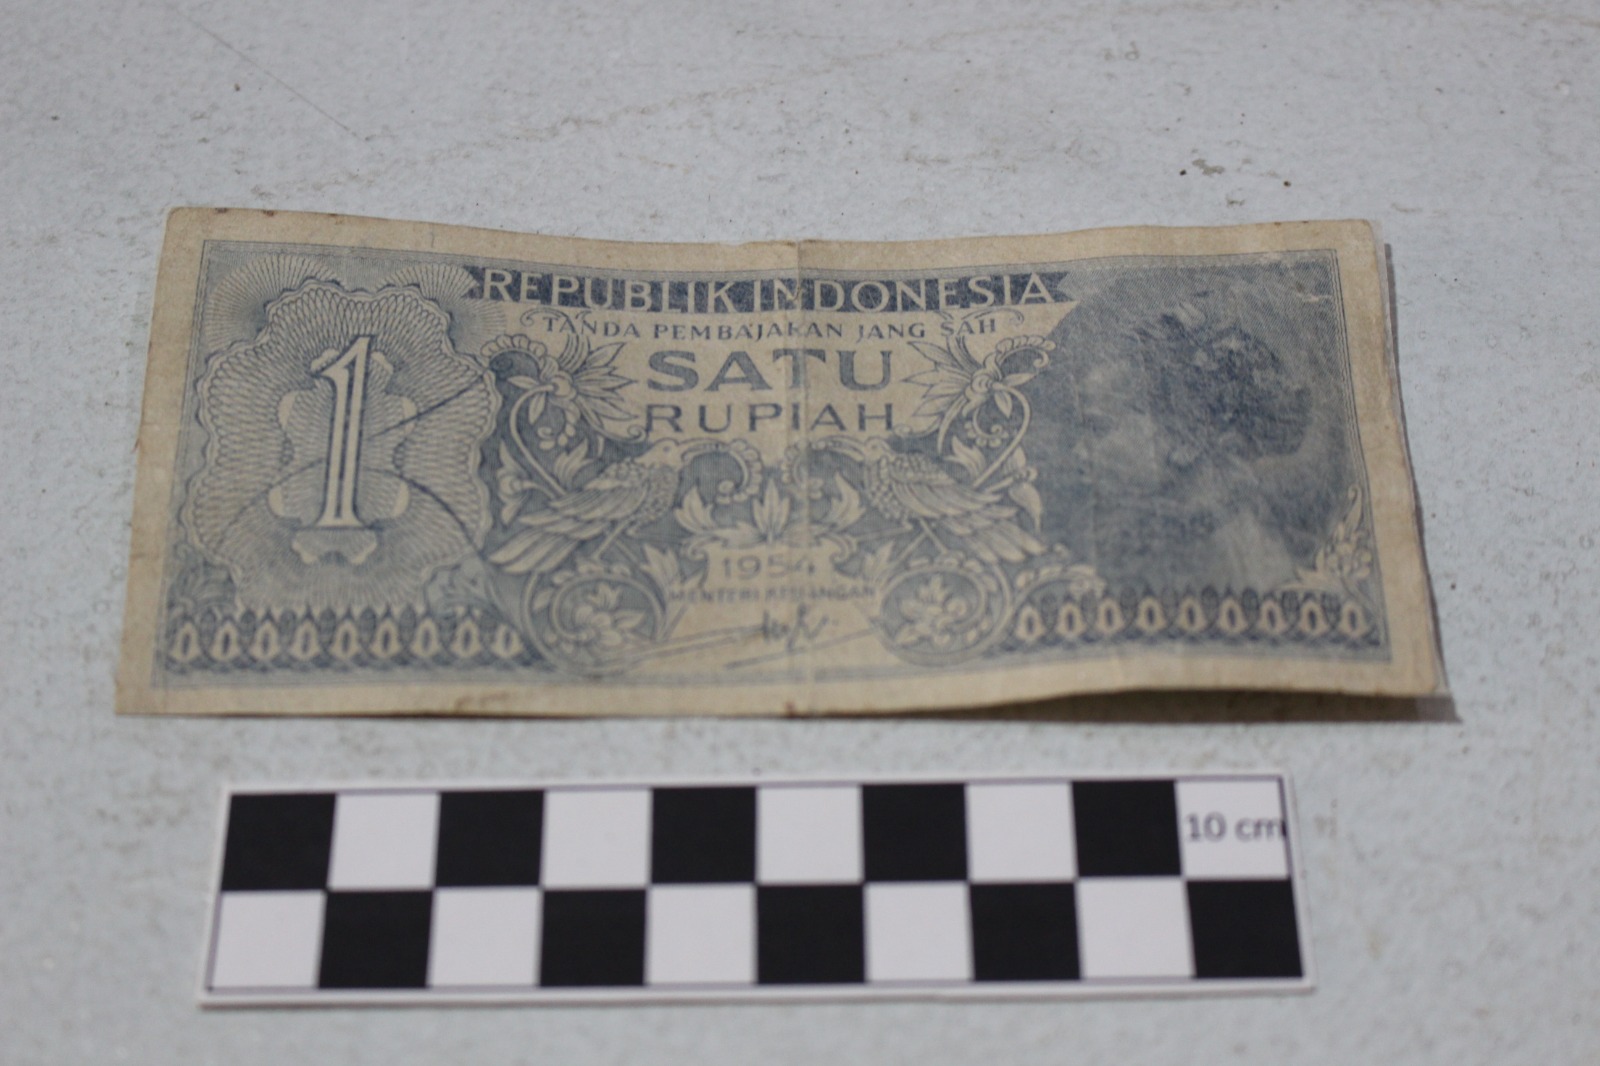 REPUBLIK INDONESIA
TANDA PEMBAJARAN JANG SAH
1
SATU
RUPIAH
1954
MENTERI KEUANGAN
10 cm